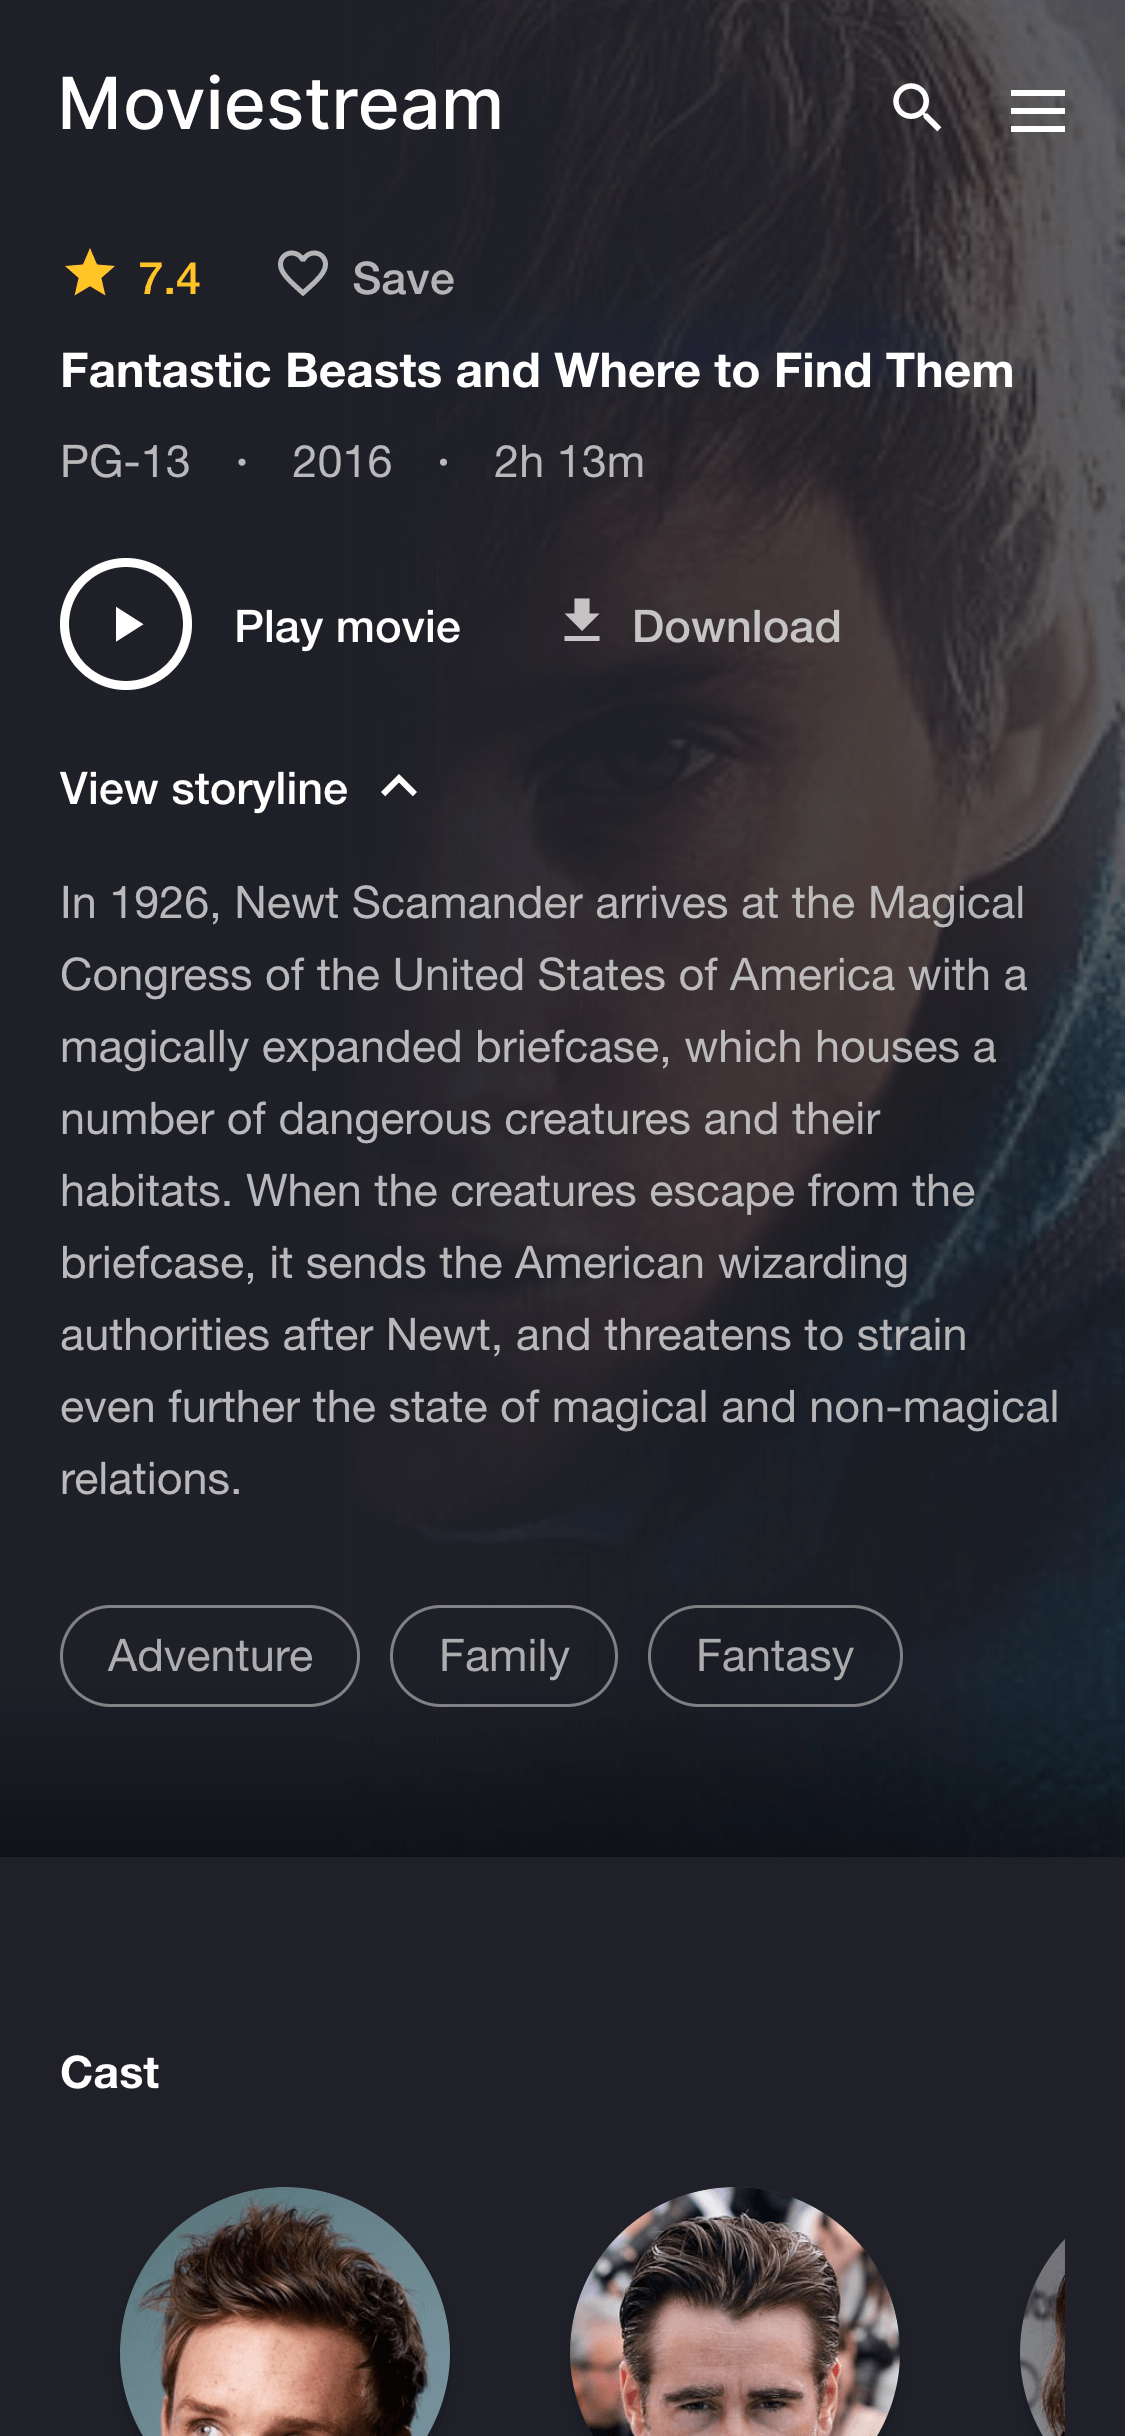 Moviestream
7.4 Save
Fantastic Beasts and Where to Find Them
PG-13 • 2016 • 2h 13m
Play movie Download
View storyline
In 1926, Newt Scamander arrives at the Magical
Congress of the United States of America with a
magically expanded briefcase, which houses a
number of dangerous creatures and their
habitats. When the creatures escape from the
briefcase, it sends the American wizarding
authorities after Newt, and threatens to strain
even further the state of magical and non-magical
relations.
Adventure Family Fantasy
Cast